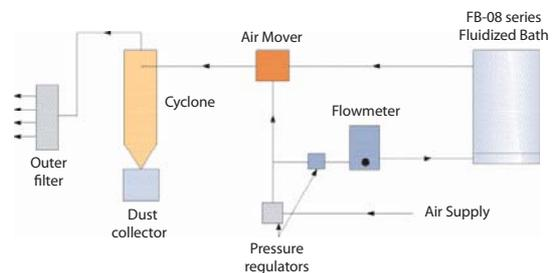 FB-08 series
Fluidized Bath
Air Mover
Cyclone
Flowmeter
Outer
filter
Dust
collector
Air Supply
Pressure
regulators